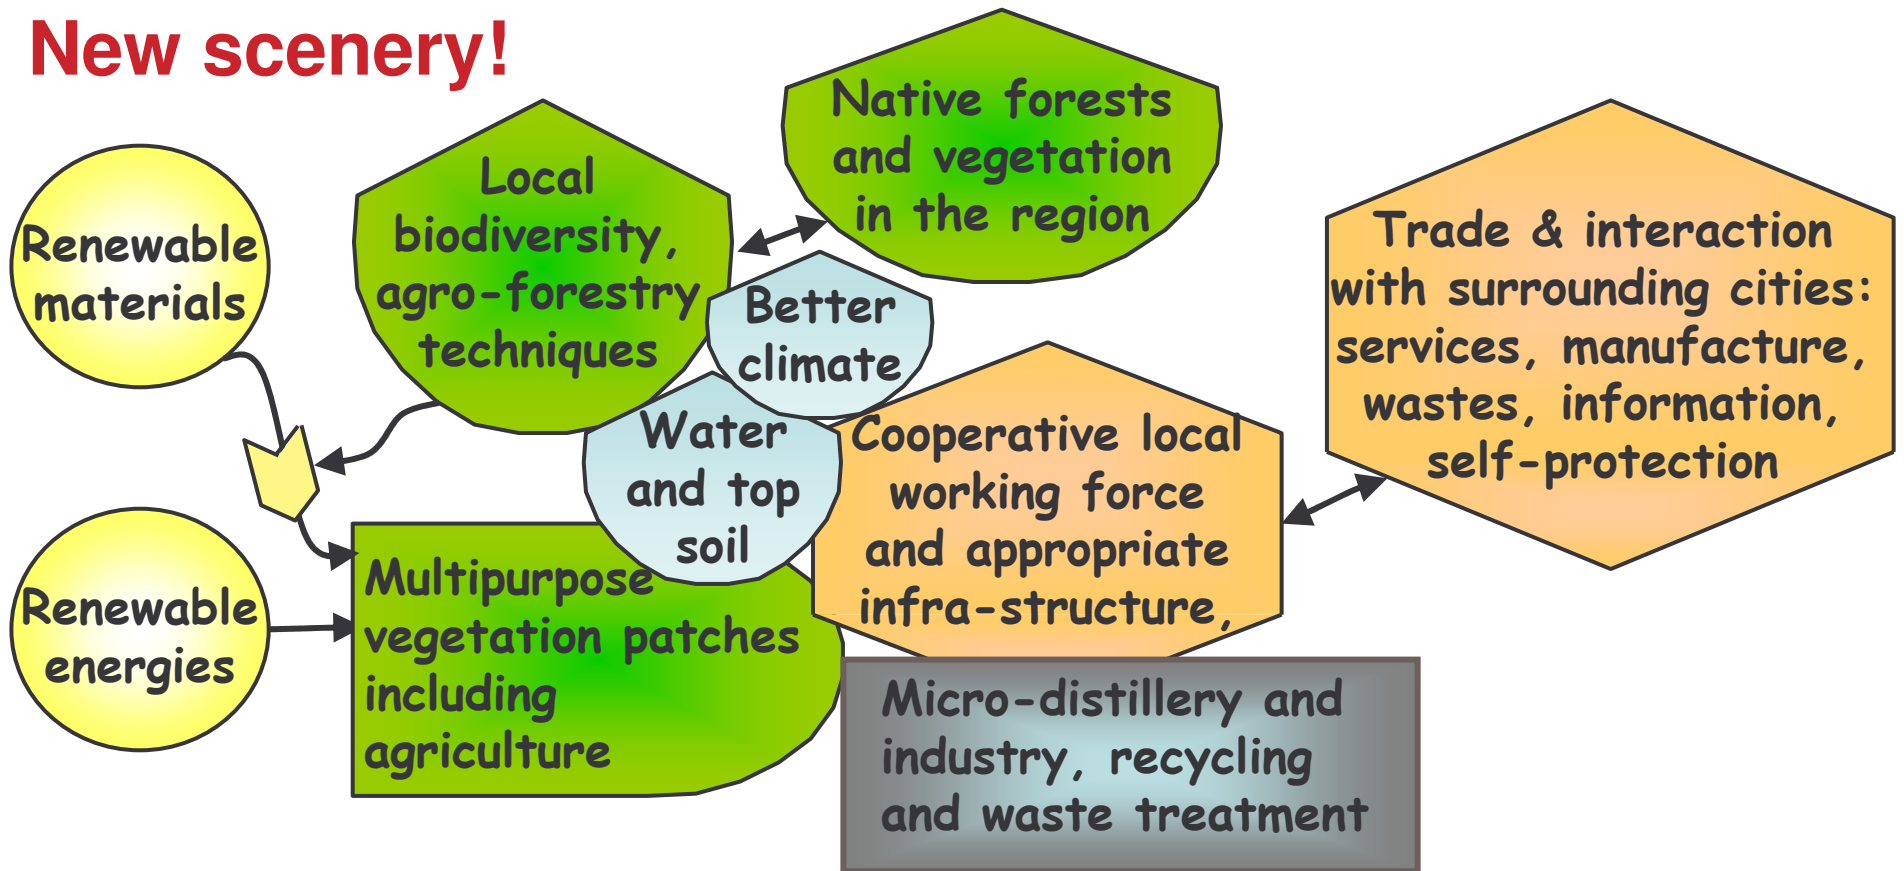 New scenery!
Native forests
and vegetation
in the region
Local
biodiversity,
agro-forestry
techniques
Renewable
materials
Trade & interaction
with surrounding cities:
services, manufacture,
wastes, information,
self-protection
Better
climate
Water
and top
soil
Cooperative local
working force
and appropriate
infra-structure,
Renewable
energies
Multipurpose
vegetation patches
including
agriculture
Micro-distillery and
industry, recycling
and waste treatment